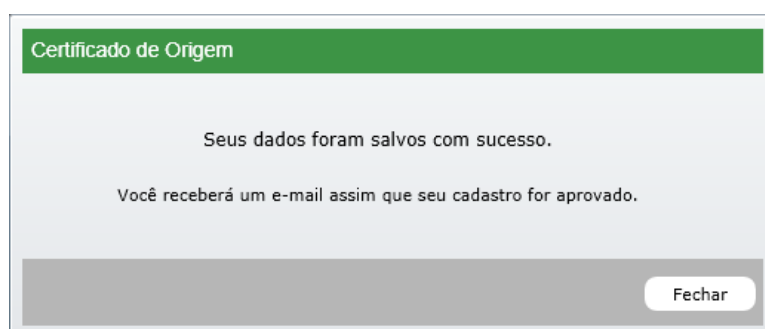 Certificado de Origem
Seus dados foram salvos com sucesso.
Você receberá um e-mail assim que seu cadastro for aprovado.
Fechar